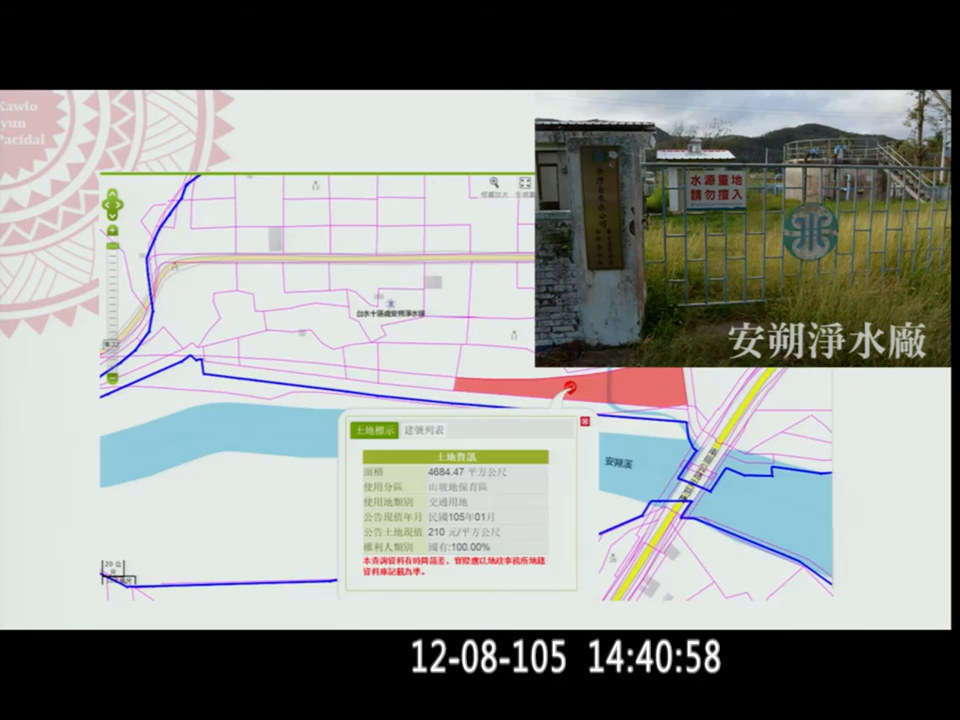 Kawlo
yun
Pacidal
水源重地
請勿擅入
安朔淨水廠
台水十區處安朔淨水場
安朔溪
土地標示 建號列表
土地資訊
面積 4684.47 平方公尺
使用分區 山坡地保育區
使用地類別 交通用地
公告現值年月 民國105年01月
公告土地現值 210 元/平方公尺
權利人類別 國有:100.00%
本查詢資料有時間落差，實際應以地政事務所地籍
資料庫記載為準。
12-08-105 14:40:58